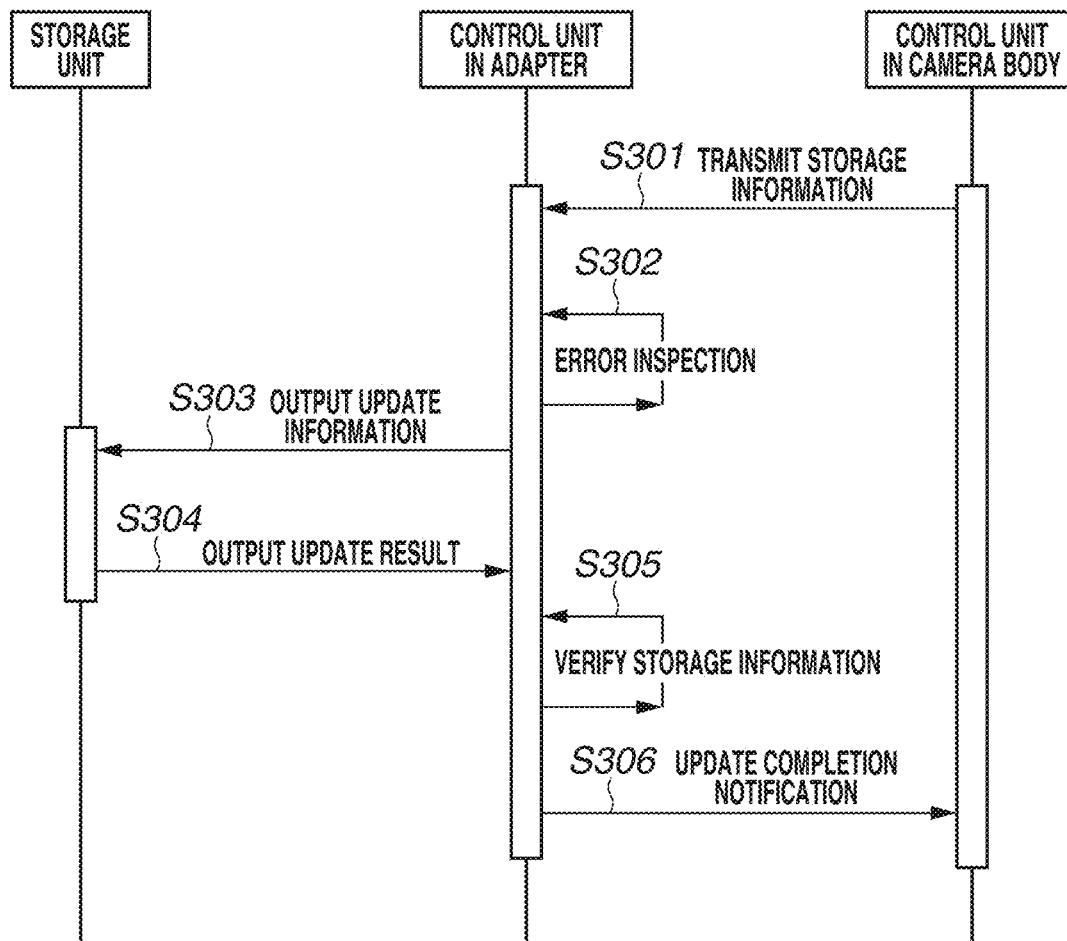 STORAGE
UNIT
CONTROL UNIT
IN ADAPTER
CONTROL UNIT
IN CAMERA BODY
S301 TRANSMIT STORAGE
INFORMATION
S302
ERROR INSPECTION
S303 OUTPUT UPDATE
INFORMATION
S304
OUTPUT UPDATE RESULT
S305
VERIFY STORAGE INFORMATION
S306 UPDATE COMPLETION
NOTIFICATION